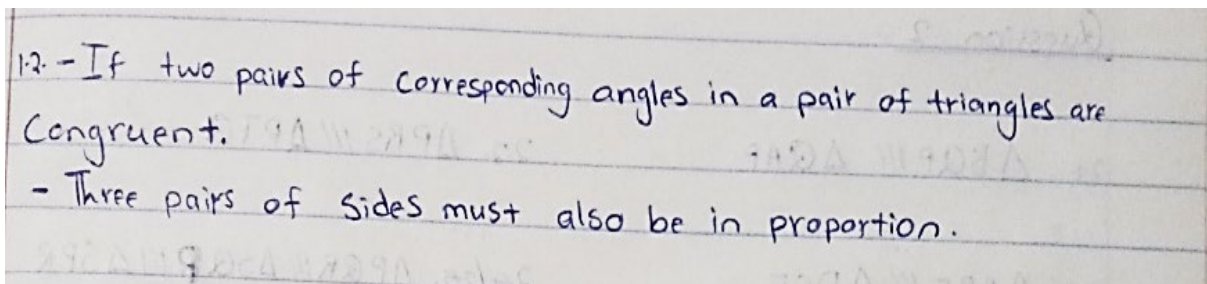 1.2. - If two pairs of corresponding angles in a pair of triangles are
Congruent.
- Three pairs of sides must also be in proportion.